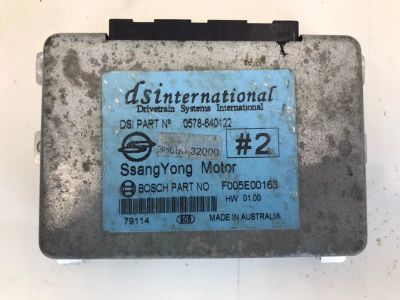 dsinternational
Drivetrain Systems International
DSI PART Nº 0578-640122
32000
#2
SsangYong Motor
BOSCH PART NO F005E00163
HW 01.00
79114
MADE IN AUSTRALIA